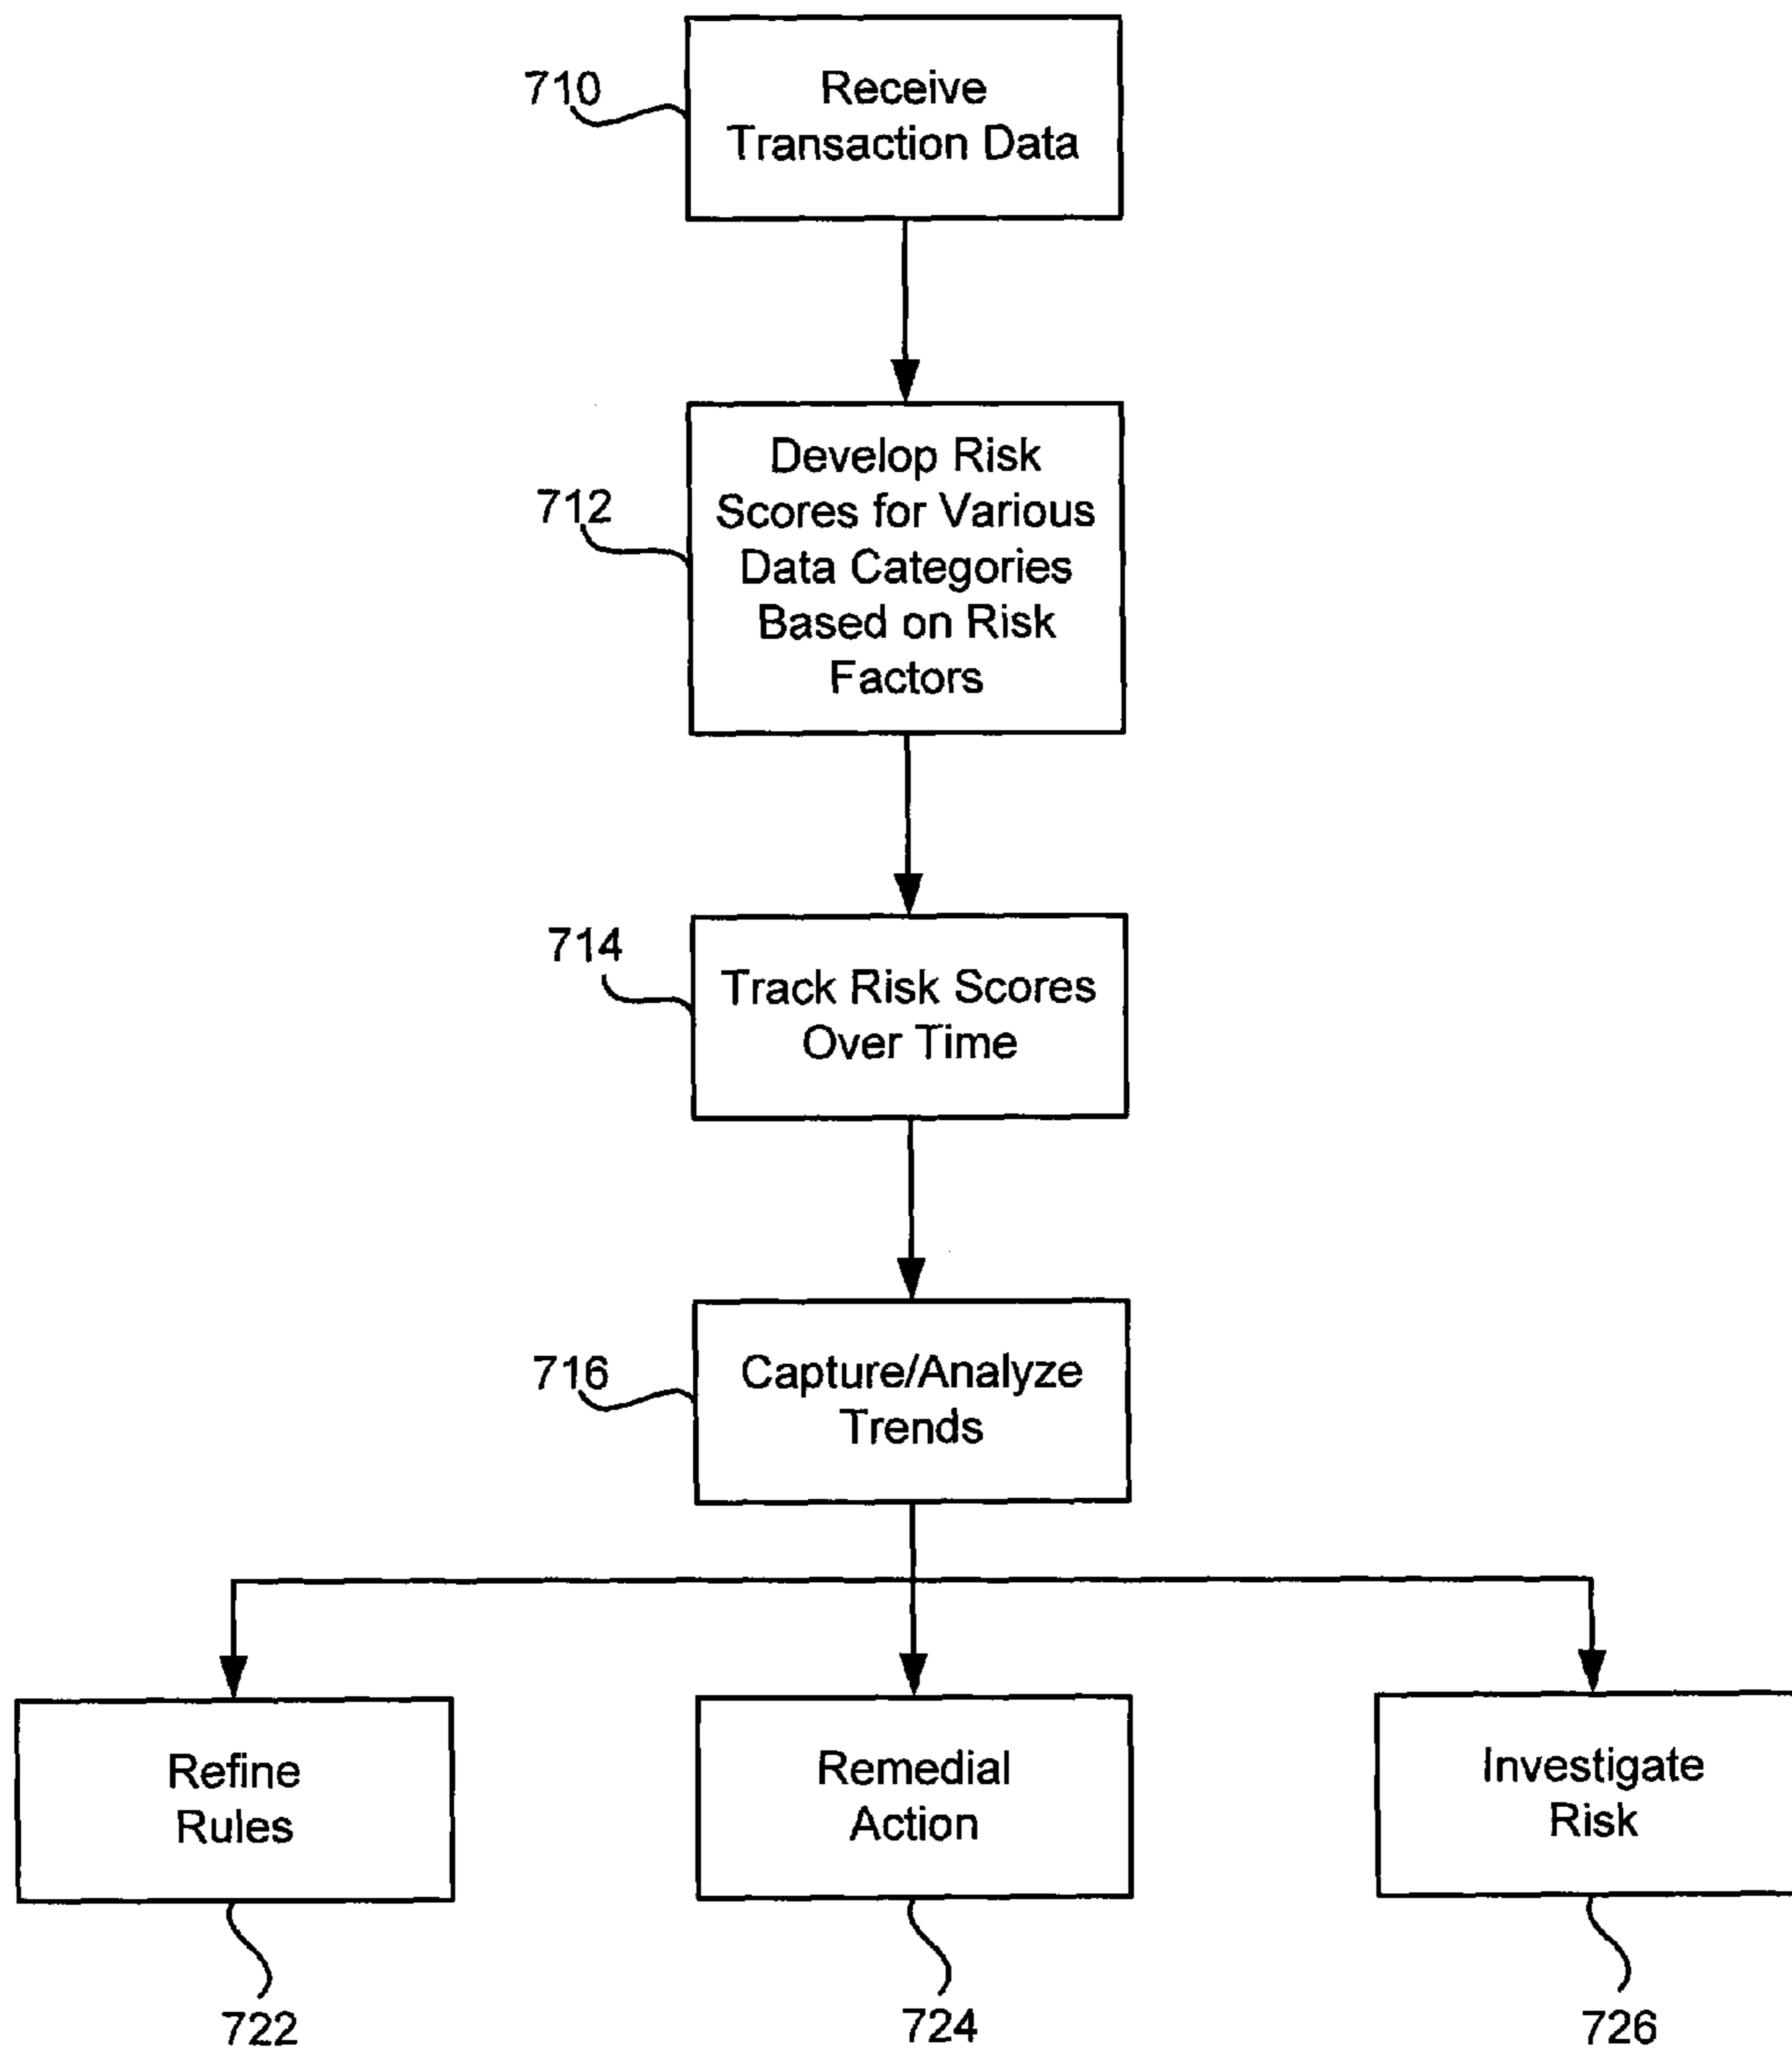 710
Receive
Transaction Data
712
Develop Risk
Scores for Various
Data Categories
Based on Risk
Factors
714
Track Risk Scores
Over Time
716
Capture/Analyze
Trends
Refine
Rules
Remedial
Action
Investigate
Risk
722
724
726